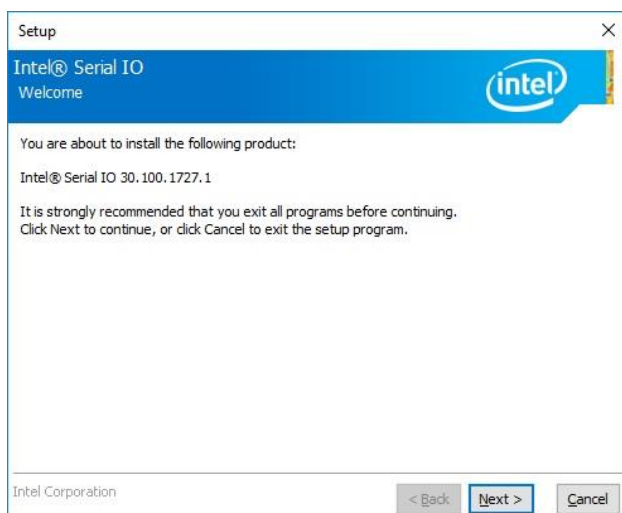 Setup
Intel® Serial IO
Welcome
intel
You are about to install the following product:
Intel® Serial IO 30.100.1727.1
It is strongly recommended that you exit all programs before continuing.
Click Next to continue, or click Cancel to exit the setup program.
Intel Corporation
< Back Next > Cancel